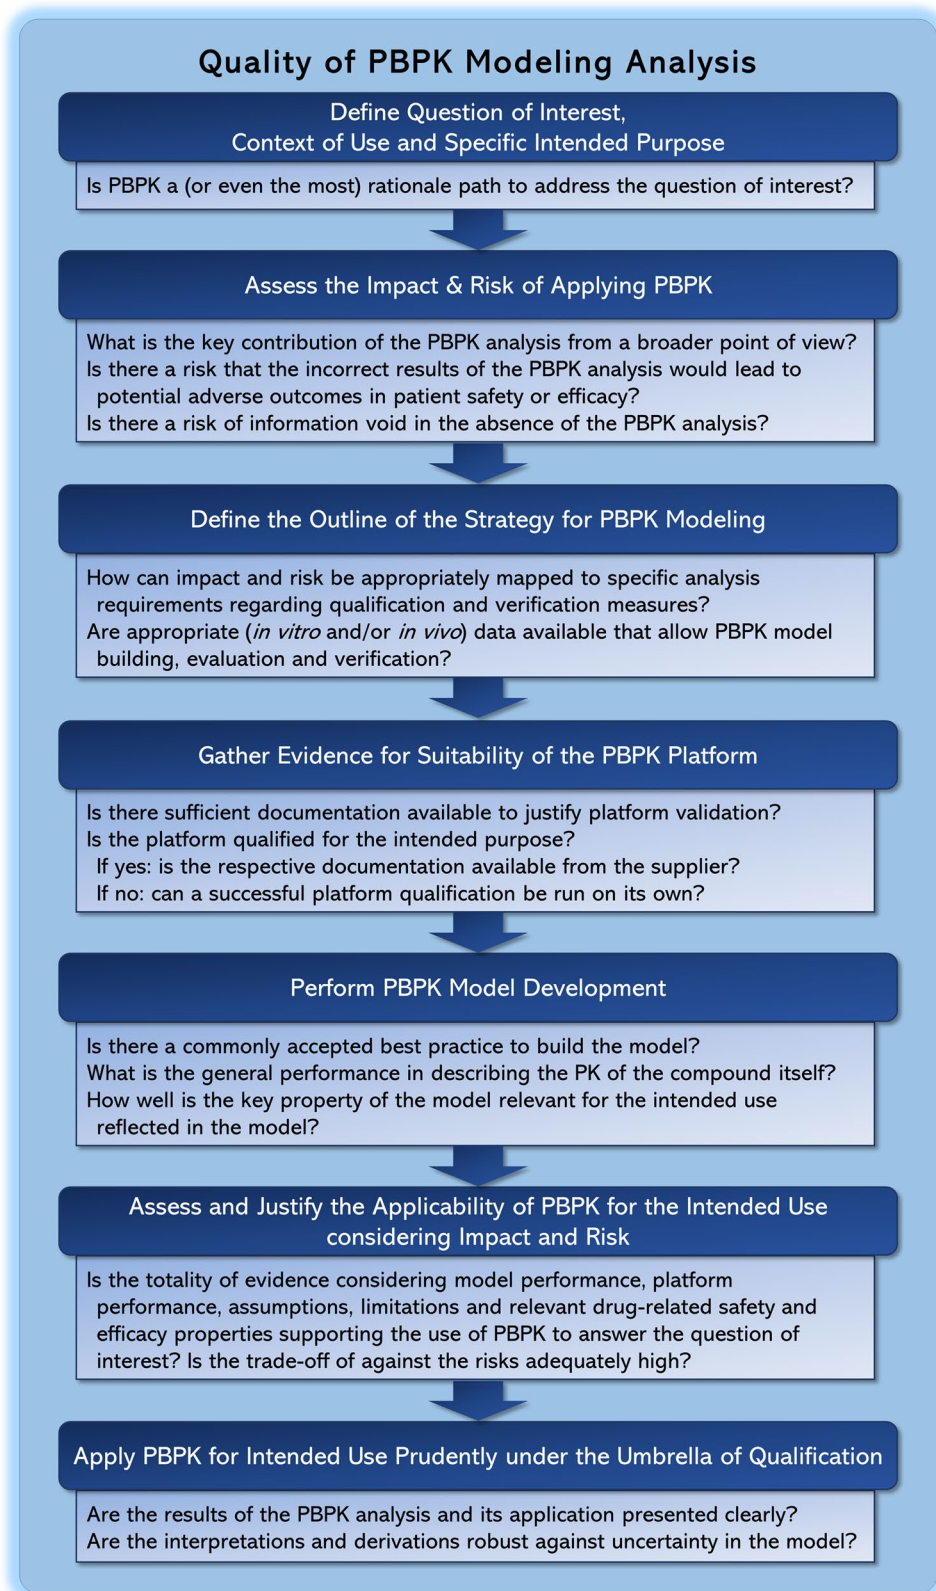 Quality of PBPK Modeling Analysis
Define Question of Interest,
Context of Use and Specific Intended Purpose
Is PBPK a (or even the most) rationale path to address the question of interest?
Assess the Impact & Risk of Applying PBPK
What is the key contribution of the PBPK analysis from a broader point of view?
Is there a risk that the incorrect results of the PBPK analysis would lead to
potential adverse outcomes in patient safety or efficacy?
Is there a risk of information void in the absence of the PBPK analysis?
Define the Outline of the Strategy for PBPK Modeling
How can impact and risk be appropriately mapped to specific analysis
requirements regarding qualification and verification measures?
Are appropriate (in vitro and/or in vivo) data available that allow PBPK model
building, evaluation and verification?
Gather Evidence for Suitability of the PBPK Platform
Is there sufficient documentation available to justify platform validation?
Is the platform qualified for the intended purpose?
If yes: is the respective documentation available from the supplier?
If no: can a successful platform qualification be run on its own?
Perform PBPK Model Development
Is there a commonly accepted best practice to build the model?
What is the general performance in describing the PK of the compound itself?
How well is the key property of the model relevant for the intended use
reflected in the model?
Assess and Justify the Applicability of PBPK for the Intended Use
considering Impact and Risk
Is the totality of evidence considering model performance, platform
performance, assumptions, limitations and relevant drug-related safety and
efficacy properties supporting the use of PBPK to answer the question of
interest? Is the trade-off of against the risks adequately high?
Apply PBPK for Intended Use Prudently under the Umbrella of Qualification
Are the results of the PBPK analysis and its application presented clearly?
Are the interpretations and derivations robust against uncertainty in the model?